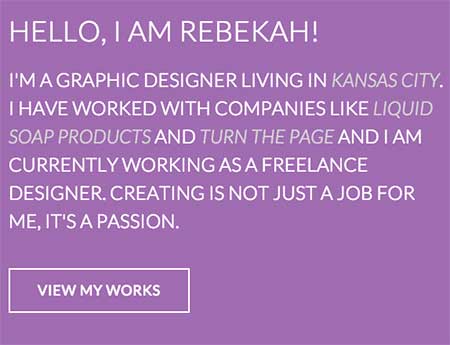 HELLO, I AM REBEKAH!
I'M A GRAPHIC DESIGNER LIVING IN KANSAS CITY.
I HAVE WORKED WITH COMPANIES LIKE LIQUID
SOAP PRODUCTS AND TURN THE PAGE AND I AM
CURRENTLY WORKING AS A FREELANCE
DESIGNER. CREATING IS NOT JUST A JOB FOR
ME, IT'S A PASSION.
VIEW MY WORKS